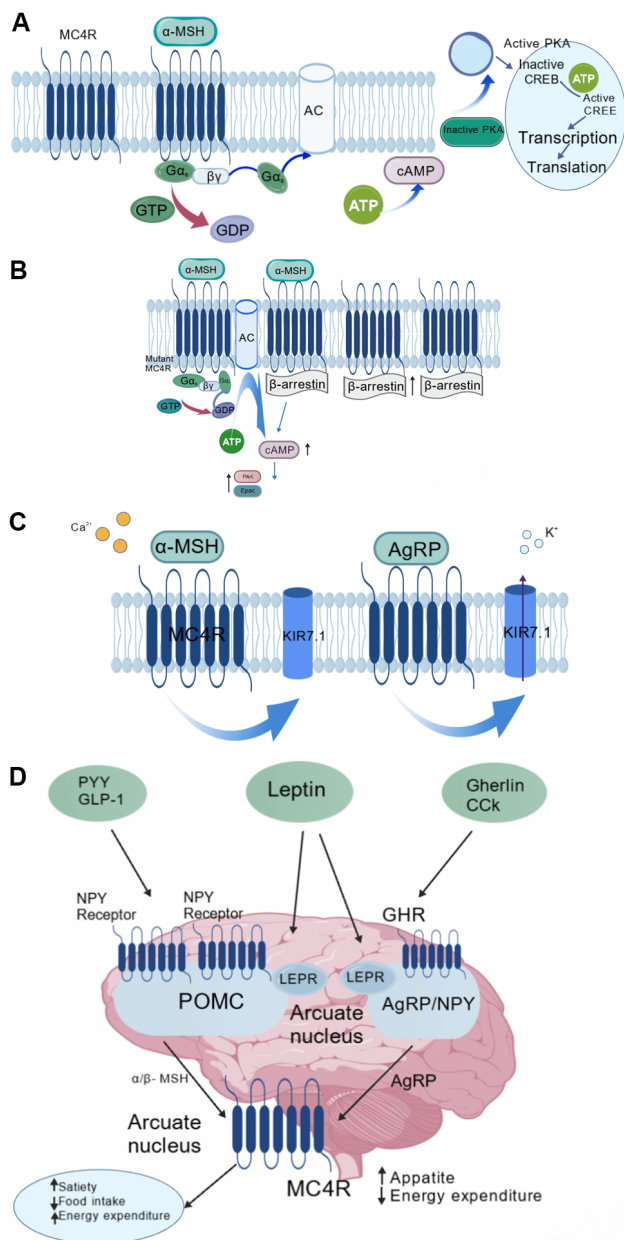 A
MC4R
α-MSH
AC
Gαs
βγ
Gαs
GTP
GDP
ATP
cAMP
Active PKA
Inactive PKA
Inactive
CREB
ATP
Active
CREE
Transcription
Translation
B
α-MSH
α-MSH
AC
Mutant
MC4R
Gαs
βγ
GTP
GDP
ATP
β-arrestin
β-arrestin
β-arrestin
cAMP
PAK
Epac
C
Ca²⁺
α-MSH
AgRP
K⁺
MC4R
KIR7.1
KIR7.1
D
PYY
GLP-1
Leptin
Gherlin
CCk
NPY
Receptor
NPY
Receptor
GHR
LEPR
LEPR
POMC
Arcuate
nucleus
AgRP/NPY
α/β- MSH
AgRP
Arcuate
nucleus
MC4R
Satiety
Food intake
Energy expenditure
Appatite
Energy expenditure